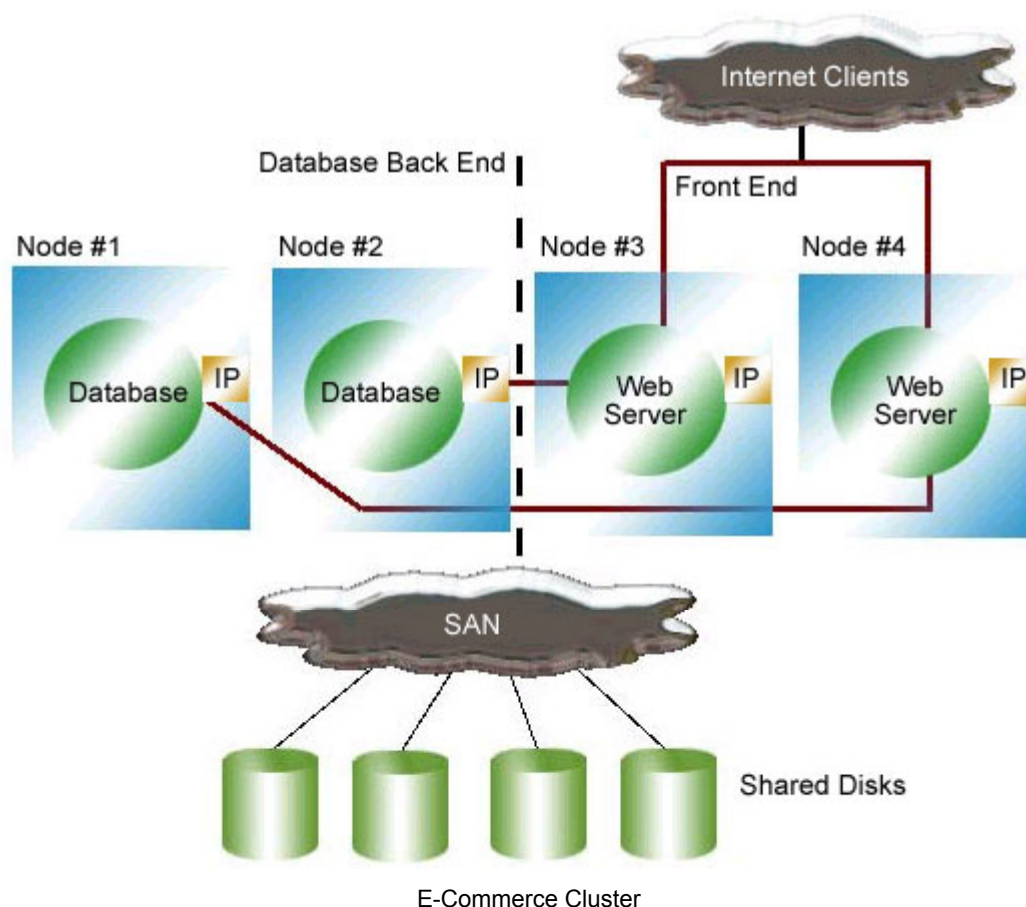 Internet Clients
Database Back End
Front End
Node #1
Node #2
Node #3
Node #4
Database
IP
Database
IP
Web
Server
IP
Web
Server
IP
SAN
Shared Disks
E-Commerce Cluster